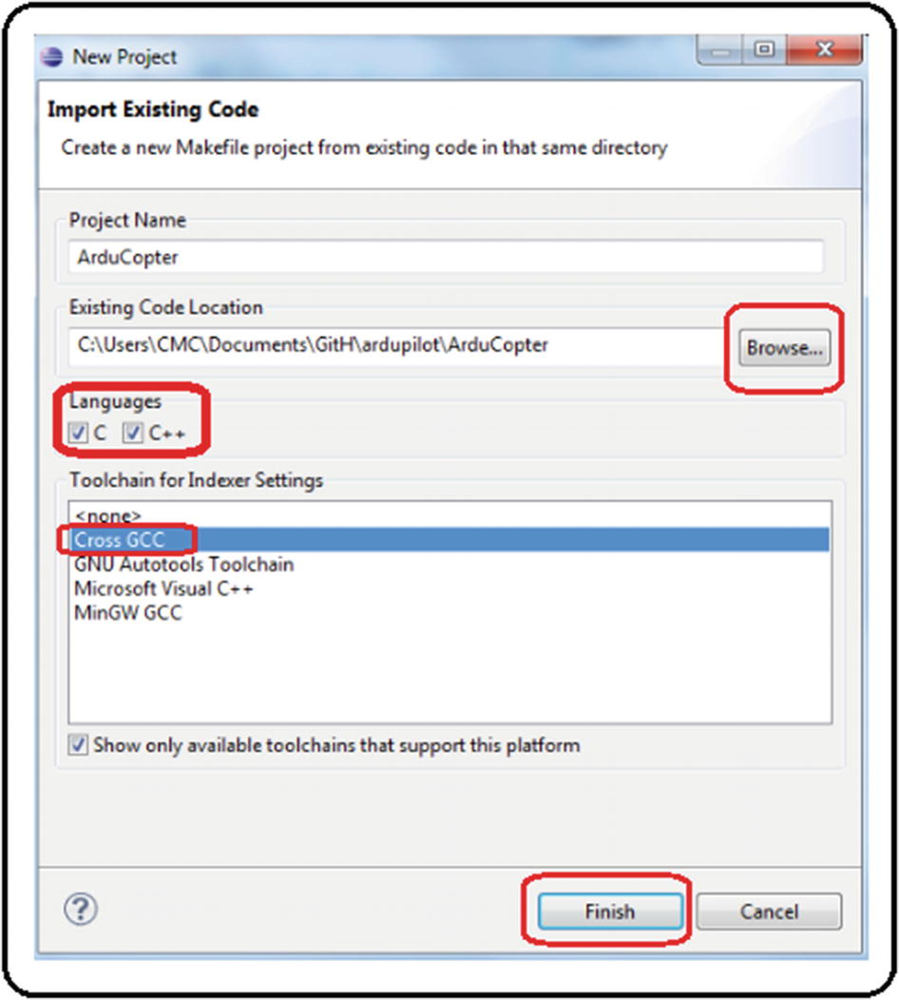 New Project
Import Existing Code
Create a new Makefile project from existing code in that same directory
Project Name
ArduCopter
Existing Code Location
C:\Users\CMC\Documents\GitH\ardupilot\ArduCopter
Browse...
Languages
C C++
Toolchain for Indexer Settings
<none>
Cross GCC
GNU Autotools Toolchain
Microsoft Visual C++
MinGW GCC
Show only available toolchains that support this platform
?
Finish Cancel